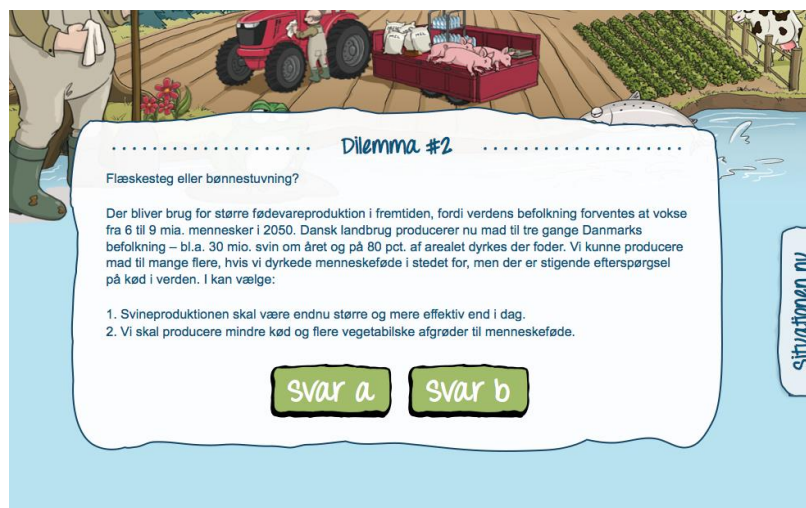 Dilemma #2
Flæskesteg eller bønnestuvning?
Der bliver brug for større fødevareproduktion i fremtiden, fordi verdens befolkning forventes at vokse
fra 6 til 9 mia. mennesker i 2050. Dansk landbrug producerer nu mad til tre gange Danmarks
befolkning – bl.a. 30 mio. svin om året og på 80 pct. af arealet dyrkes der foder. Vi kunne producere
mad til mange flere, hvis vi dyrkede menneskeføde i stedet for, men der er stigende efterspørgsel
på kød i verden. I kan vælge:
1. Svineproduktionen skal være endnu større og mere effektiv end i dag.
2. Vi skal producere mindre kød og flere vegetabilske afgrøder til menneskeføde.
svar a
svar b
Situationen nu